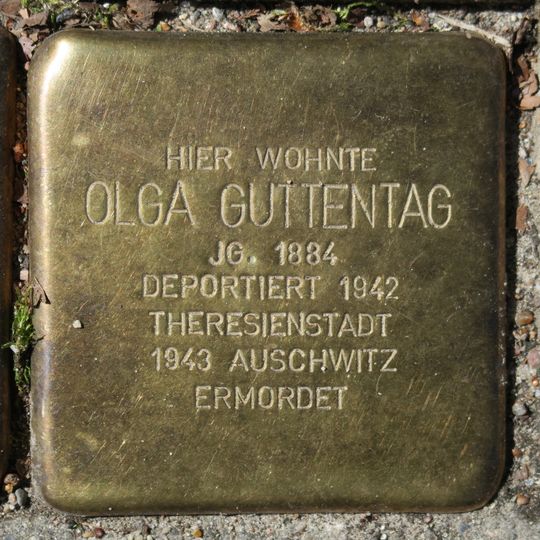 HIER WOHNTE
OLGA GUTTENTAG
JG. 1884
DEPORTIERT 1942
THERESIENSTADT
1943 AUSCHWITZ
ERMORDET